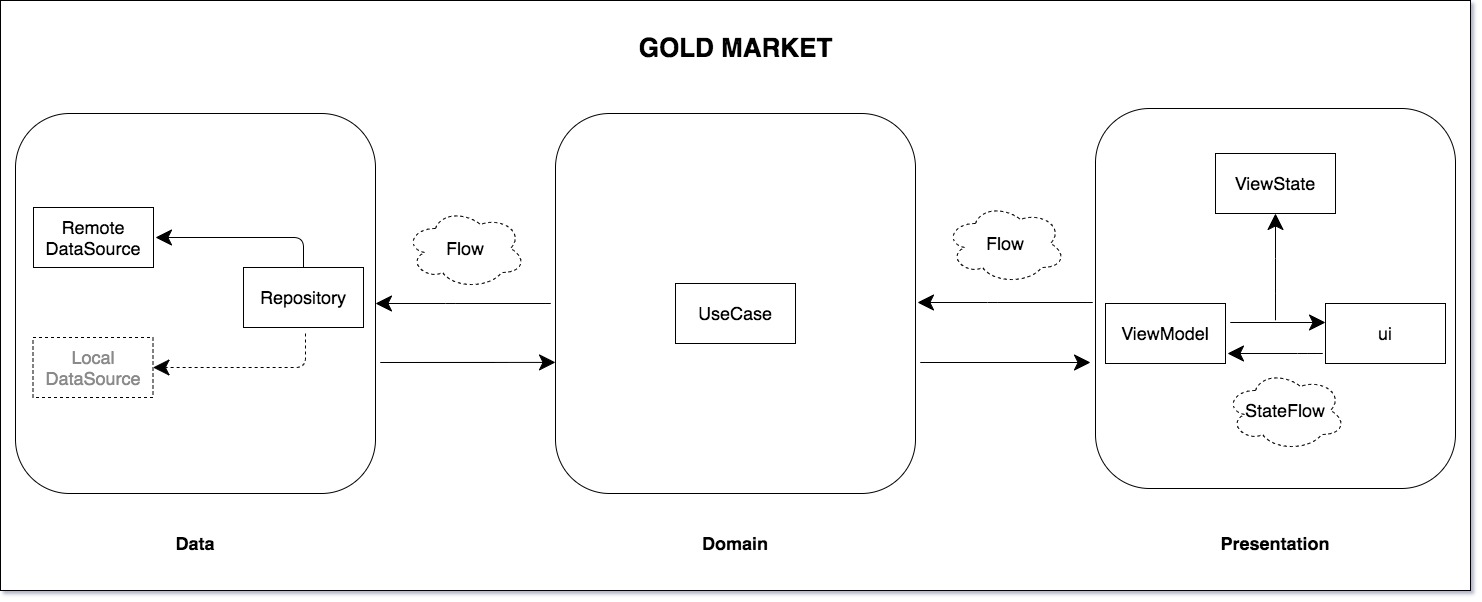 GOLD MARKET
Remote
DataSource
Repository
Local
DataSource
Flow
UseCase
Flow
ViewState
ViewModel
ui
StateFlow
Data
Domain
Presentation